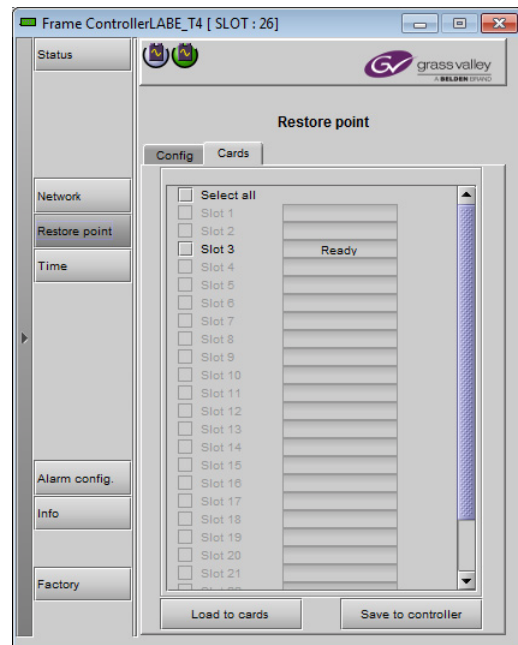 Frame ControllerLABE_T4 [ SLOT : 26]
Status
grass valley
A BELDEN BRAND
Restore point
Config
Cards
Network
Restore point
Time
Alarm config.
Info
Factory
Select all
Slot 1
Slot 2
Slot 3 Ready
Slot 4
Slot 5
Slot 6
Slot 7
Slot 8
Slot 9
Slot 10
Slot 11
Slot 12
Slot 13
Slot 14
Slot 15
Slot 16
Slot 17
Slot 18
Slot 19
Slot 20
Slot 21
Load to cards
Save to controller